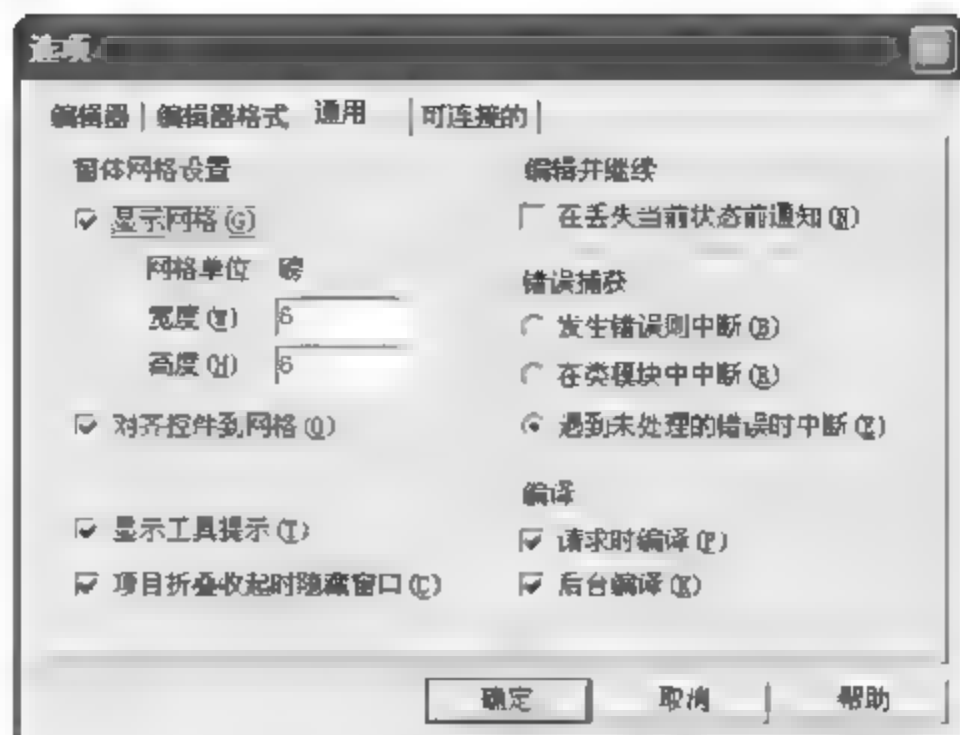 选项
编辑器 编辑器格式 通用 可连接的
窗体网格设置
显示网格(G)
网格单位 磅
宽度(W) 6
高度(H) 6
对齐控件到网格(O)
显示工具提示(T)
项目折叠收起时隐藏窗口(C)
编辑并继续
在丢失当前状态前通知(N)
错误捕获
发生错误则中断(B)
在类模块中中断(R)
遇到未处理的错误时中断(E)
编译
请求时编译
后台编译
确定 取消 帮助